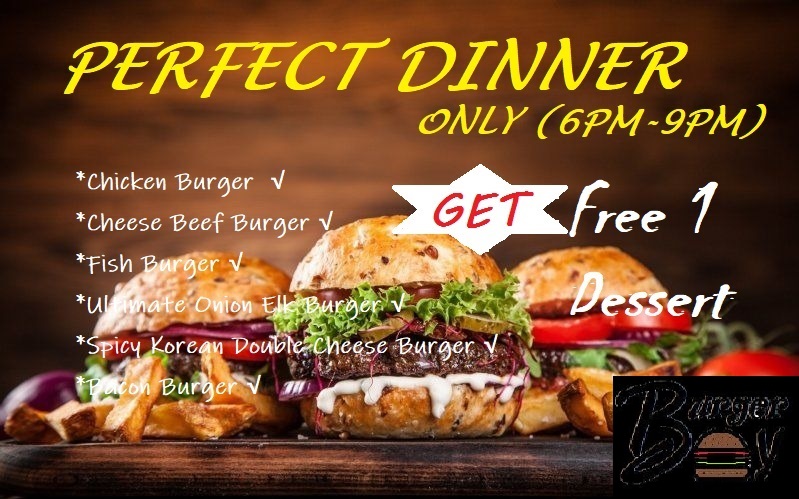 PERFECT DINNER
ONLY (6PM-9PM)
*Chicken Burger √
*Cheese Beef Burger √
*Fish Burger √
*Ultimate Onion Elk Burger √
*Spicy Korean Double Cheese Burger √
*Bacon Burger √
GET Free 1
Dessert
Burger
Boy